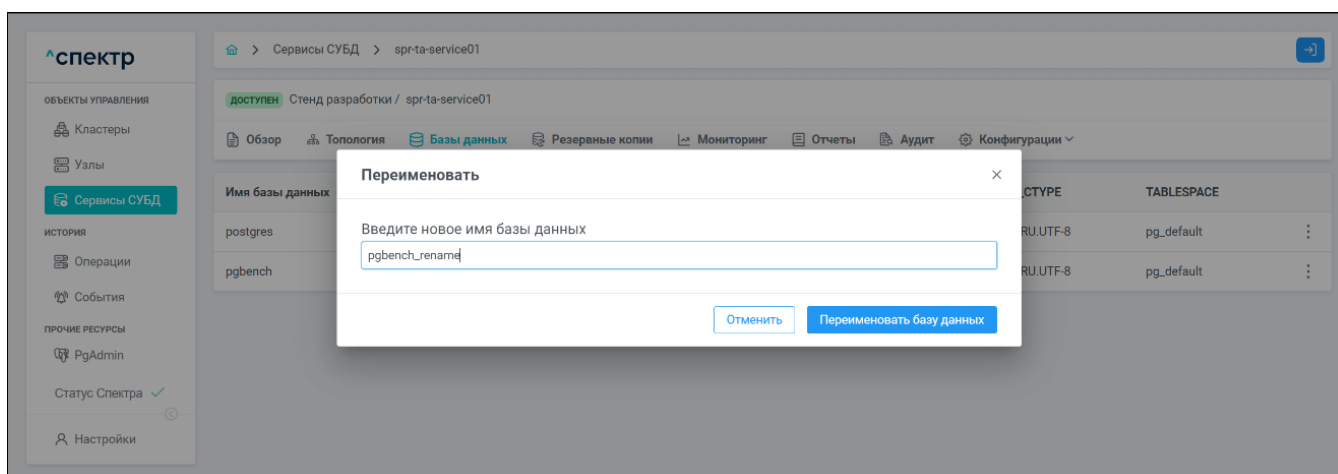 ^спектр
Сервисы СУБД > spr-ta-service01
ОБЪЕКТЫ УПРАВЛЕНИЯ
Кластеры
Узлы
Сервисы СУБД
ИСТОРИЯ
Операции
События
ПРОЧИЕ РЕСУРСЫ
PgAdmin
Статус Спектра
Настройки
ДОСТУПЕН Стенд разработки / spr-ta-service01
Обзор Топология Базы данных Резервные копии Мониторинг Отчеты Аудит Конфигурации
Имя базы данных _CTYPE TABLESPACE
postgres RU.UTF-8 pg_default
pgbench RU.UTF-8 pg_default
Переименовать
Введите новое имя базы данных
pgbench_rename
Отменить Переименовать базу данных